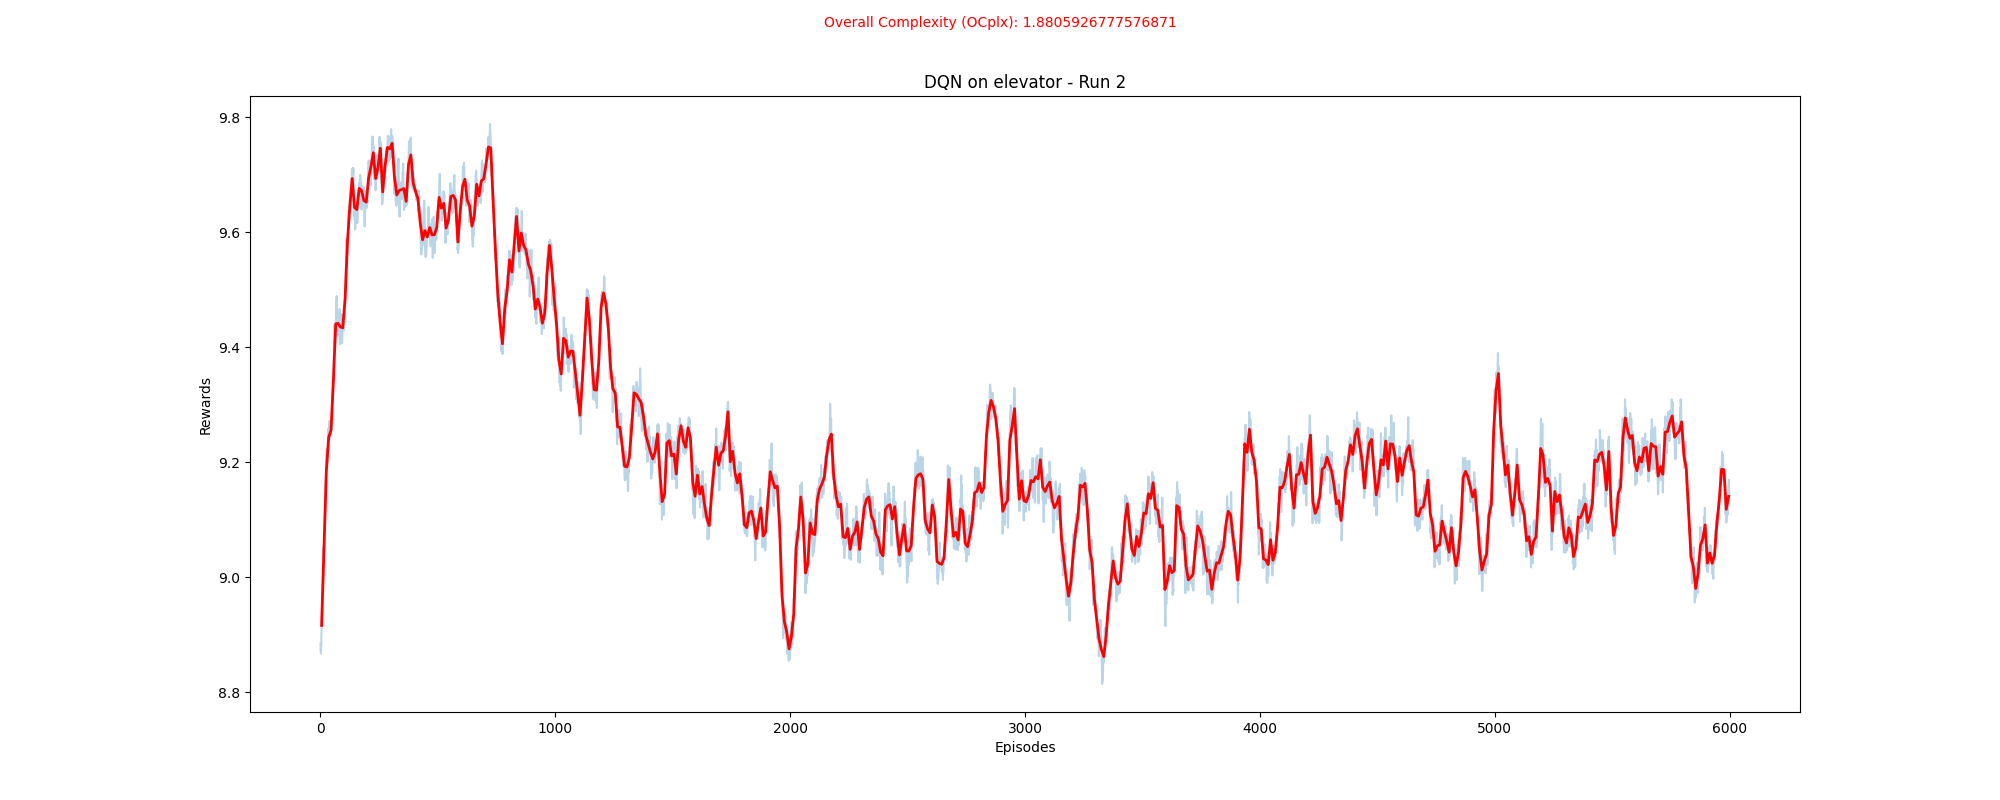 Overall Complexity (OCplx): 1.8805926777576871
DQN on elevator - Run 2
9.8
9.6
9.4
9.2
9.0
8.8
Rewards
0 1000 2000 3000 4000 5000 6000
Episodes